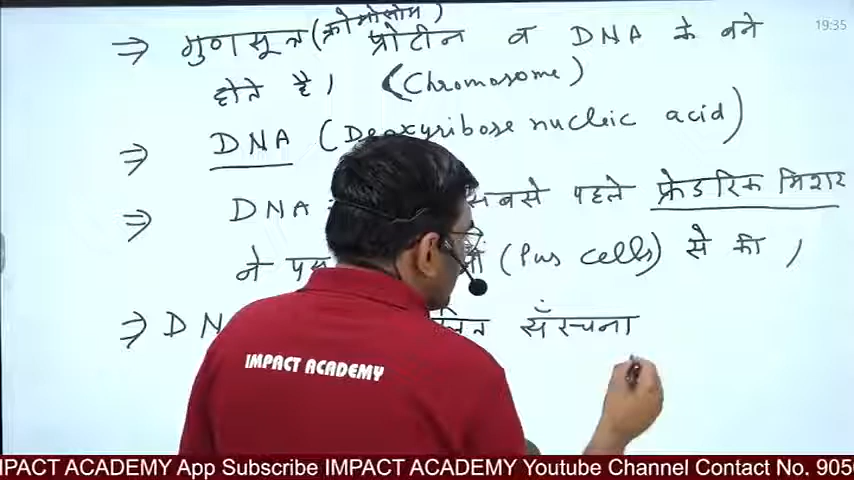 19:35
⇒ गुणसूत्र (क्रोमोसोम) प्रोटीन व DNA के बने
होते है। (Chromosome)
⇒ DNA (Deoxyribose nucleic acid)
⇒ DNA सबसे पहले फ्रेडरिक मिशर
ने (Pus cells) से की ।
⇒ संरचना
IMPACT ACADEMY
IMPACT ACADEMY App Subscribe IMPACT ACADEMY Youtube Channel Contact No. 905